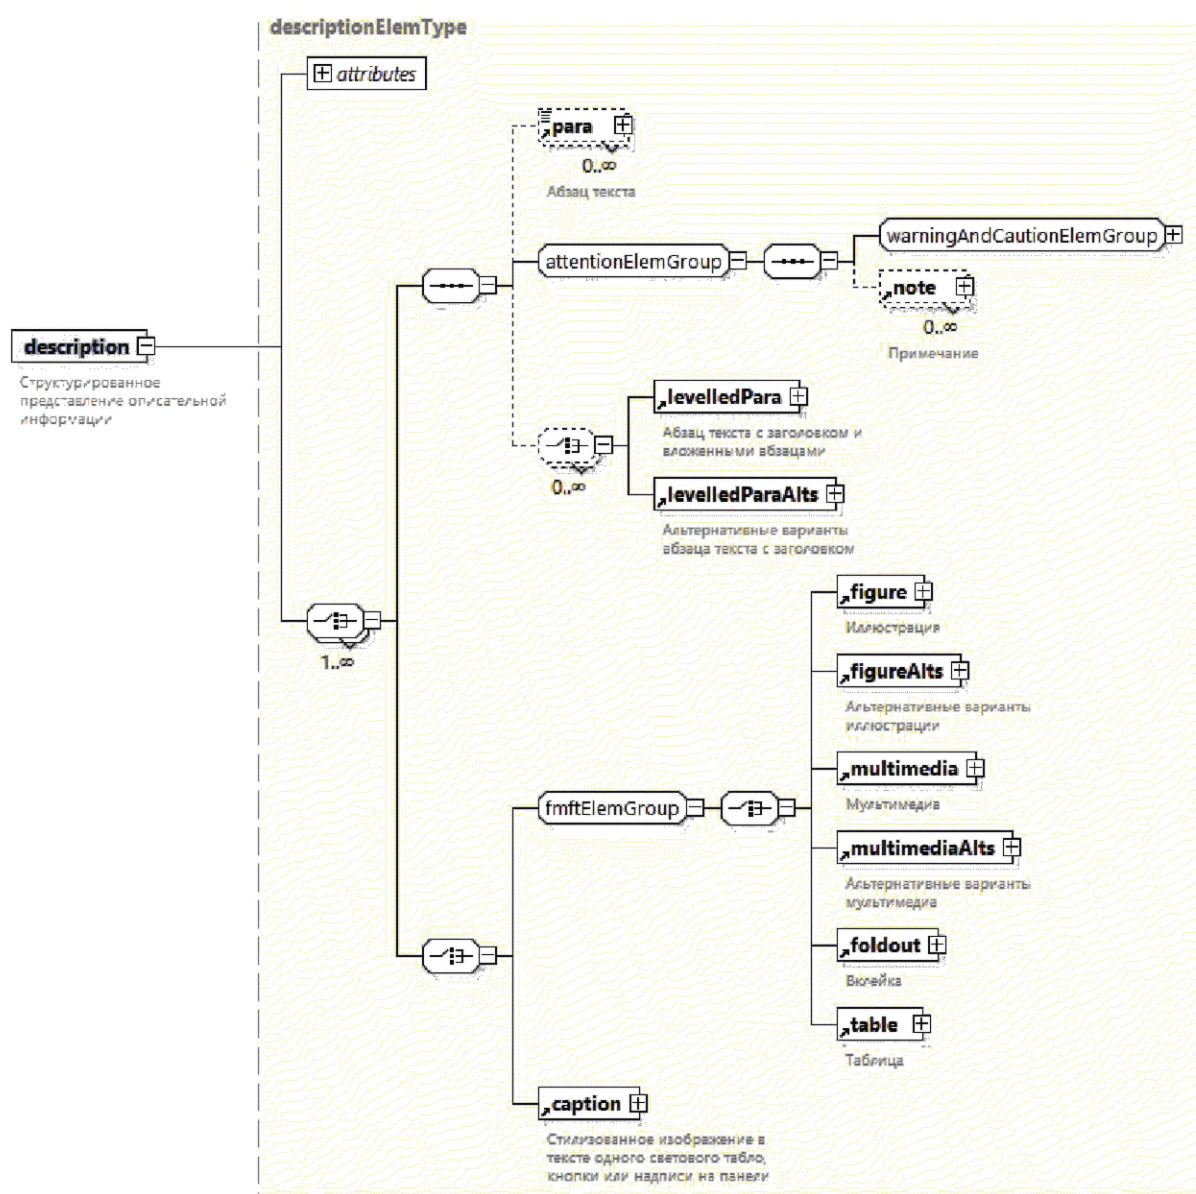 descriptionElemType
attributes
para
0..∞
Абзац текста
attentionElemGroup
warningAndCautionElemGroup
note
0..∞
Примечание
description
Структурированное
представление описательной
информации
levelledPara
Абзац текста с заголовком и
вложенными абзацами
0..∞
levelledParaAlts
Альтернативные варианты
абзаца текста с заголовком
1..∞
figure
Иллюстрация
figureAlts
Альтернативные варианты
иллюстрации
multimedia
Мультимедиа
fmftElemGroup
multimediaAlts
Альтернативные варианты
мультимедиа
foldout
Вклейка
table
Таблица
caption
Стилизованное изображение в
тексте одного светового табло,
кнопки или надписи на панели